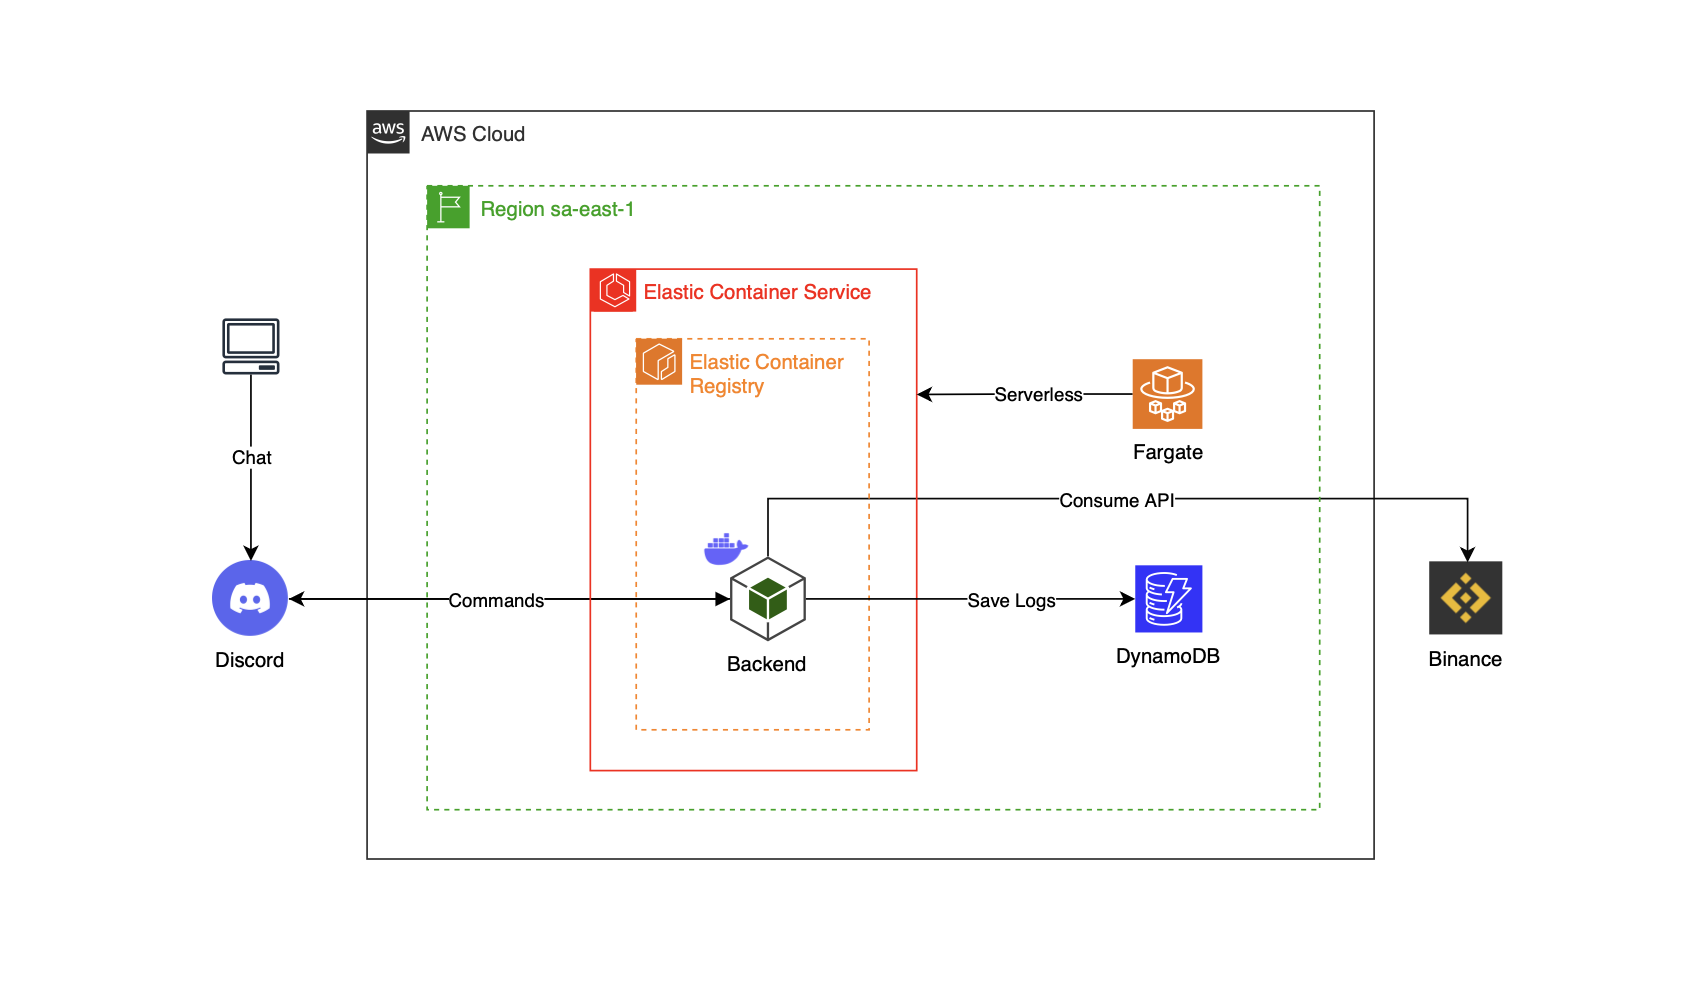 aws
AWS Cloud
Region sa-east-1
Elastic Container Service
Elastic Container
Registry
Serverless
Fargate
Chat
Consume API
Commands
Save Logs
Discord
Backend
DynamoDB
Binance